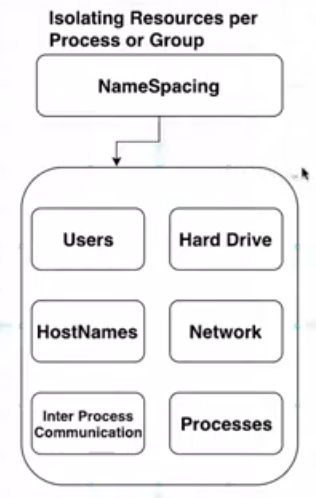 Isolating Resources per
Process or Group
NameSpacing
Users
Hard Drive
HostNames
Network
Inter Process
Communication
Processes